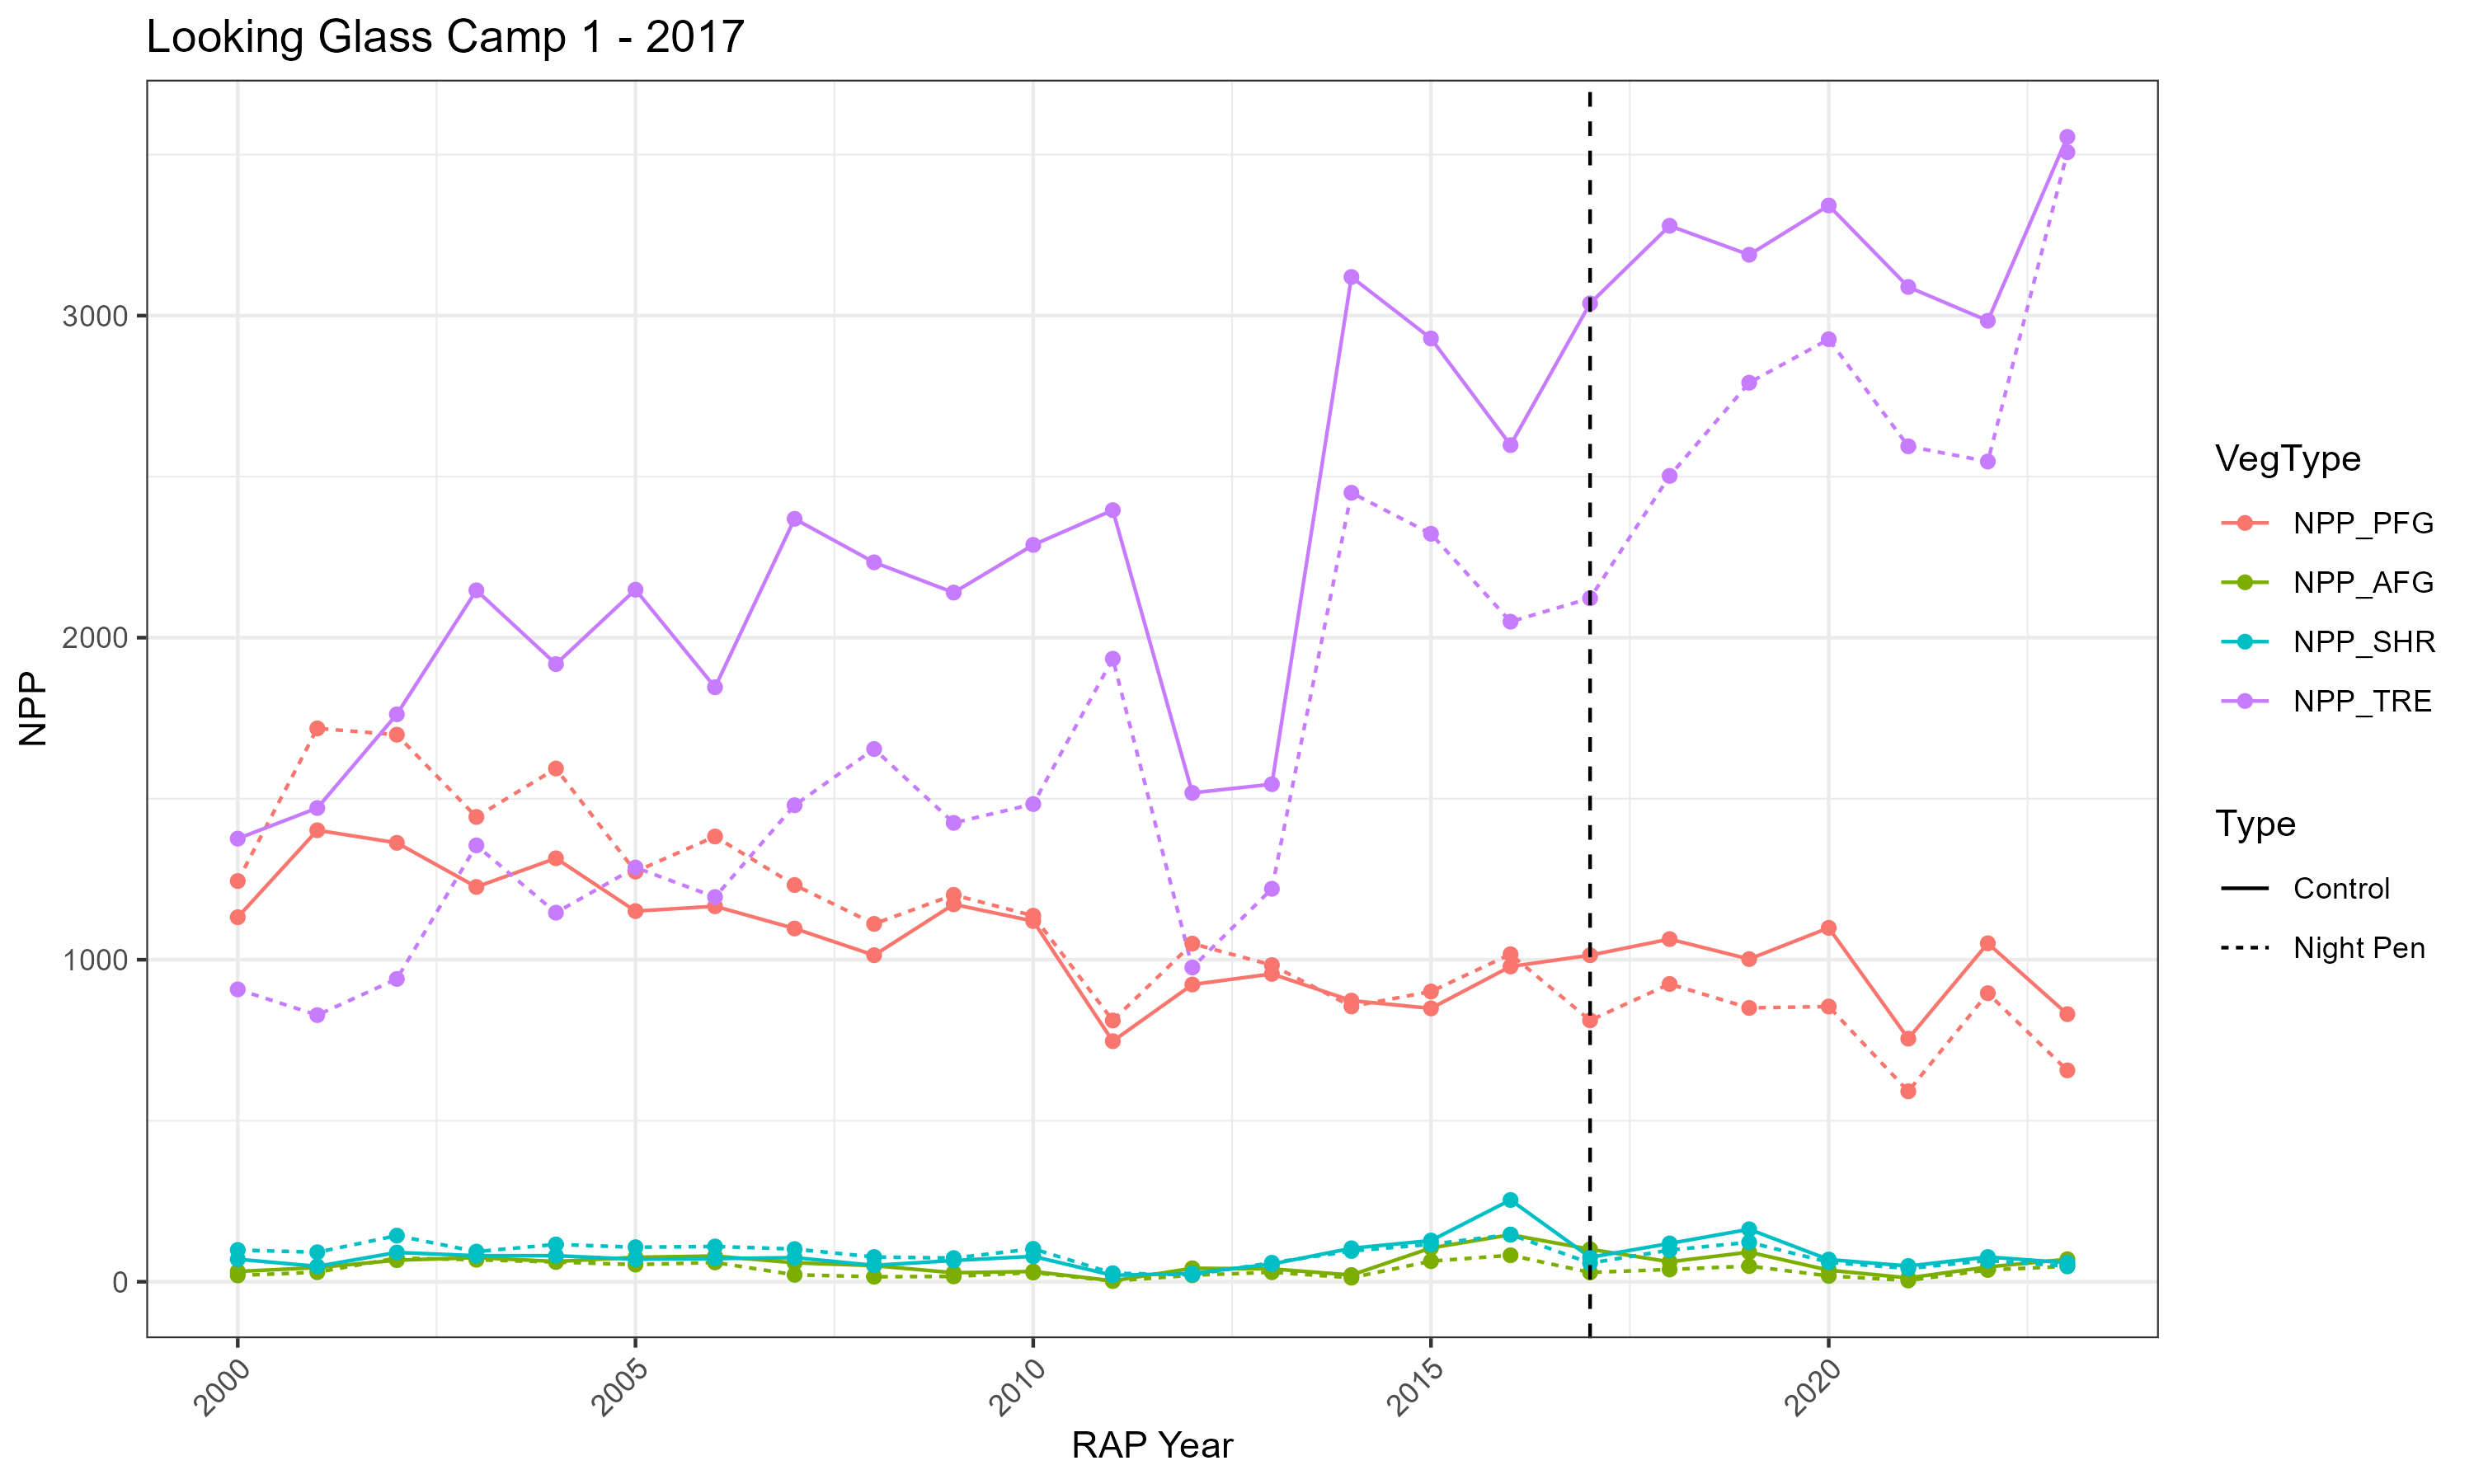 Looking Glass Camp 1 - 2017
NPP
3000
2000
1000
0
2000
2005
2010
2015
2020
RAP Year
VegType
NPP_PFG
NPP_AFG
NPP_SHR
NPP_TRE
Type
Control
Night Pen